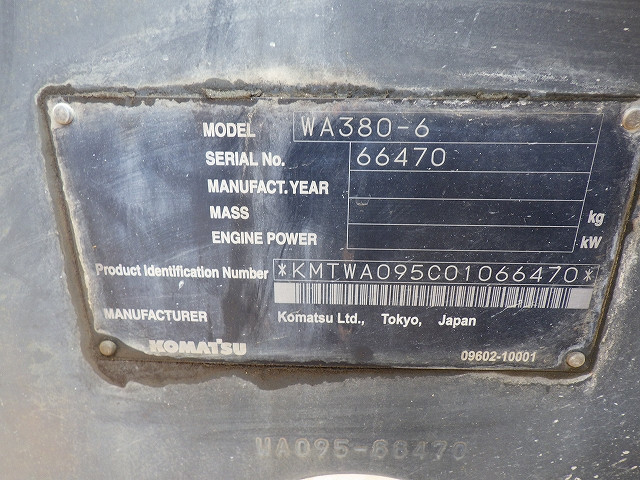 MODEL WA380-6
SERIAL No. 66470
MANUFACT. YEAR
MASS kg
ENGINE POWER kW
Product Identification Number *KMTWA095C01066470*
MANUFACTURER Komatsu Ltd., Tokyo, Japan
KOMATSU 09602-10001
WA095-66470